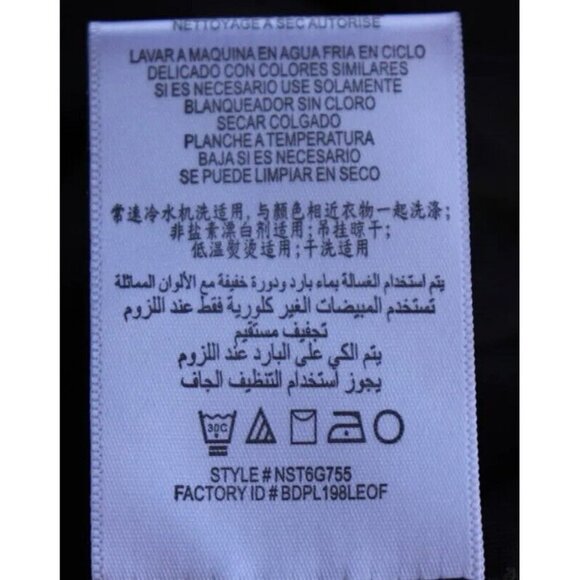 NETTOYAGE A SEC AUTORISE
LAVAR A MAQUINA EN AGUA FRIA EN CICLO
DELICADO CON COLORES SIMILARES
SI ES NECESARIO USE SOLAMENTE
BLANQUEADOR SIN CLORO
SECAR COLGADO
PLANCHE A TEMPERATURA
BAJA SI ES NECESARIO
SE PUEDE LIMPIAR EN SECO
常速冷水机洗适用,与颜色相近衣物一起洗涤;
非盐素漂白剂适用;吊挂晾干;
低温熨烫适用;干洗适用
يتم استخدام الغسالة بماء بارد ودورة خفيفة مع الألوان المماثلة
تستخدم المبيضات الغير كلورية فقط عند اللزوم
تجفيف مستقيم
يتم الكي على البارد عند اللزوم
يجوز استخدام التنظيف الجاف
30C
STYLE # NST6G755
FACTORY ID # BDPL198LEOF